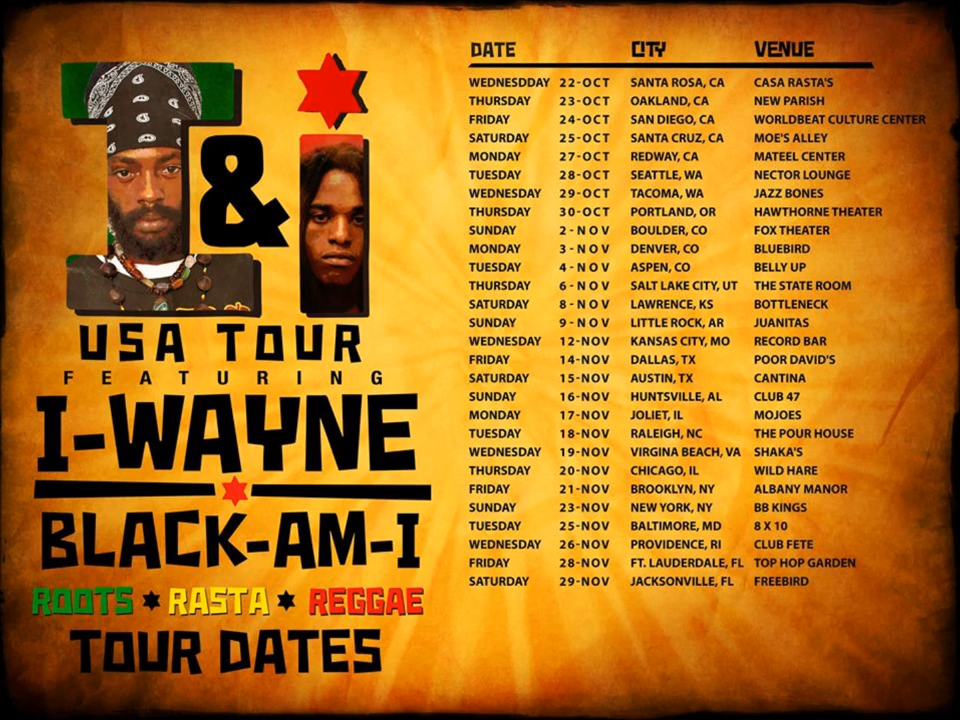 I & i
USA TOUR
FEATURING
I-WAYNE
BLACK-AM-I
ROOTS ★ RASTA ★ REGGAE
TOUR DATES
DATE CITY VENUE
WEDNESDDAY 22-OCT SANTA ROSA, CA CASA RASTA'S
THURSDAY 23-OCT OAKLAND, CA NEW PARISH
FRIDAY 24-OCT SAN DIEGO, CA WORLDBEAT CULTURE CENTER
SATURDAY 25-OCT SANTA CRUZ, CA MOE'S ALLEY
MONDAY 27-OCT REDWAY, CA MATEEL CENTER
TUESDAY 28-OCT SEATTLE, WA NECTOR LOUNGE
WEDNESDAY 29-OCT TACOMA, WA JAZZ BONES
THURSDAY 30-OCT PORTLAND, OR HAWTHORNE THEATER
SUNDAY 2-NOV BOULDER, CO FOX THEATER
MONDAY 3-NOV DENVER, CO BLUEBIRD
TUESDAY 4-NOV ASPEN, CO BELLY UP
THURSDAY 6-NOV SALT LAKE CITY, UT THE STATE ROOM
SATURDAY 8-NOV LAWRENCE, KS BOTTLENECK
SUNDAY 9-NOV LITTLE ROCK, AR JUANITAS
WEDNESDAY 12-NOV KANSAS CITY, MO RECORD BAR
FRIDAY 14-NOV DALLAS, TX POOR DAVID'S
SATURDAY 15-NOV AUSTIN, TX CANTINA
SUNDAY 16-NOV HUNTSVILLE, AL CLUB 47
MONDAY 17-NOV JOLIET, IL MOJOES
TUESDAY 18-NOV RALEIGH, NC THE POUR HOUSE
WEDNESDAY 19-NOV VIRGINA BEACH, VA SHAKA'S
THURSDAY 20-NOV CHICAGO, IL WILD HARE
FRIDAY 21-NOV BROOKLYN, NY ALBANY MANOR
SUNDAY 23-NOV NEW YORK, NY BB KINGS
TUESDAY 25-NOV BALTIMORE, MD 8 X 10
WEDNESDAY 26-NOV PROVIDENCE, RI CLUB FETE
FRIDAY 28-NOV FT. LAUDERDALE, FL TOP HOP GARDEN
SATURDAY 29-NOV JACKSONVILLE, FL FREEBIRD